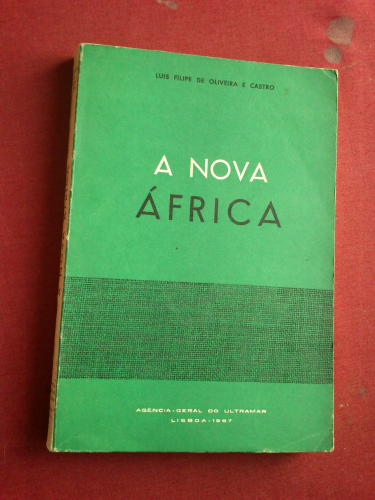 LUIS FILIPE DE OLIVEIRA E CASTRO
A NOVA
ÁFRICA
AGÊNCIA-GERAL DO ULTRAMAR
LISBOA-1967